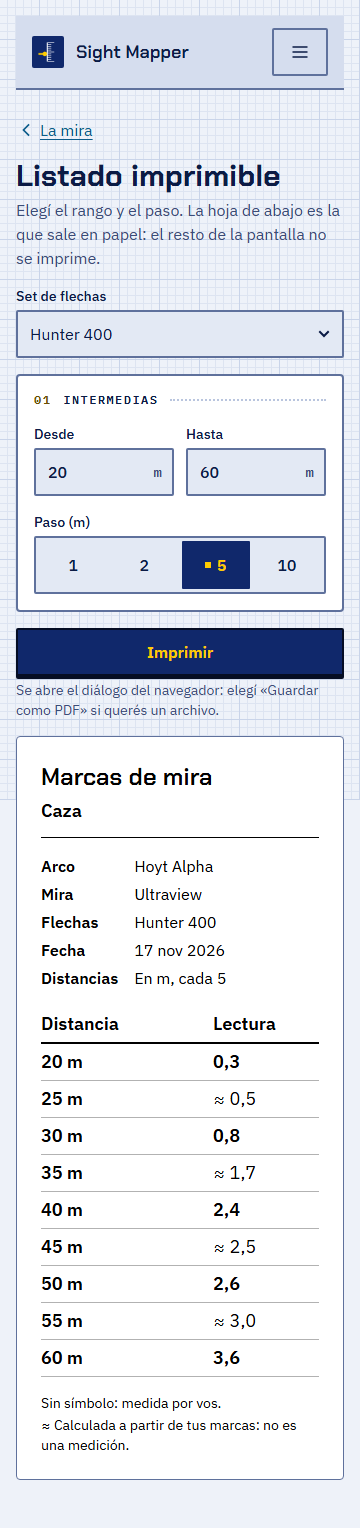 Sight Mapper
La mira
Listado imprimible
Elegí el rango y el paso. La hoja de abajo es la
que sale en papel: el resto de la pantalla no
se imprime.
Set de flechas
Hunter 400
01 INTERMEDIAS
Desde Hasta
20 m 60 m
Paso (m)
1 2 5 10
Imprimir
Se abre el diálogo del navegador: elegí «Guardar
como PDF» si querés un archivo.
Marcas de mira
Caza
Arco Hoyt Alpha
Mira Ultraview
Flechas Hunter 400
Fecha 17 nov 2026
Distancias En m, cada 5
Distancia Lectura
20 m 0,3
25 m ≈ 0,5
30 m 0,8
35 m ≈ 1,7
40 m 2,4
45 m ≈ 2,5
50 m 2,6
55 m ≈ 3,0
60 m 3,6
Sin símbolo: medida por vos.
≈ Calculada a partir de tus marcas: no es
una medición.